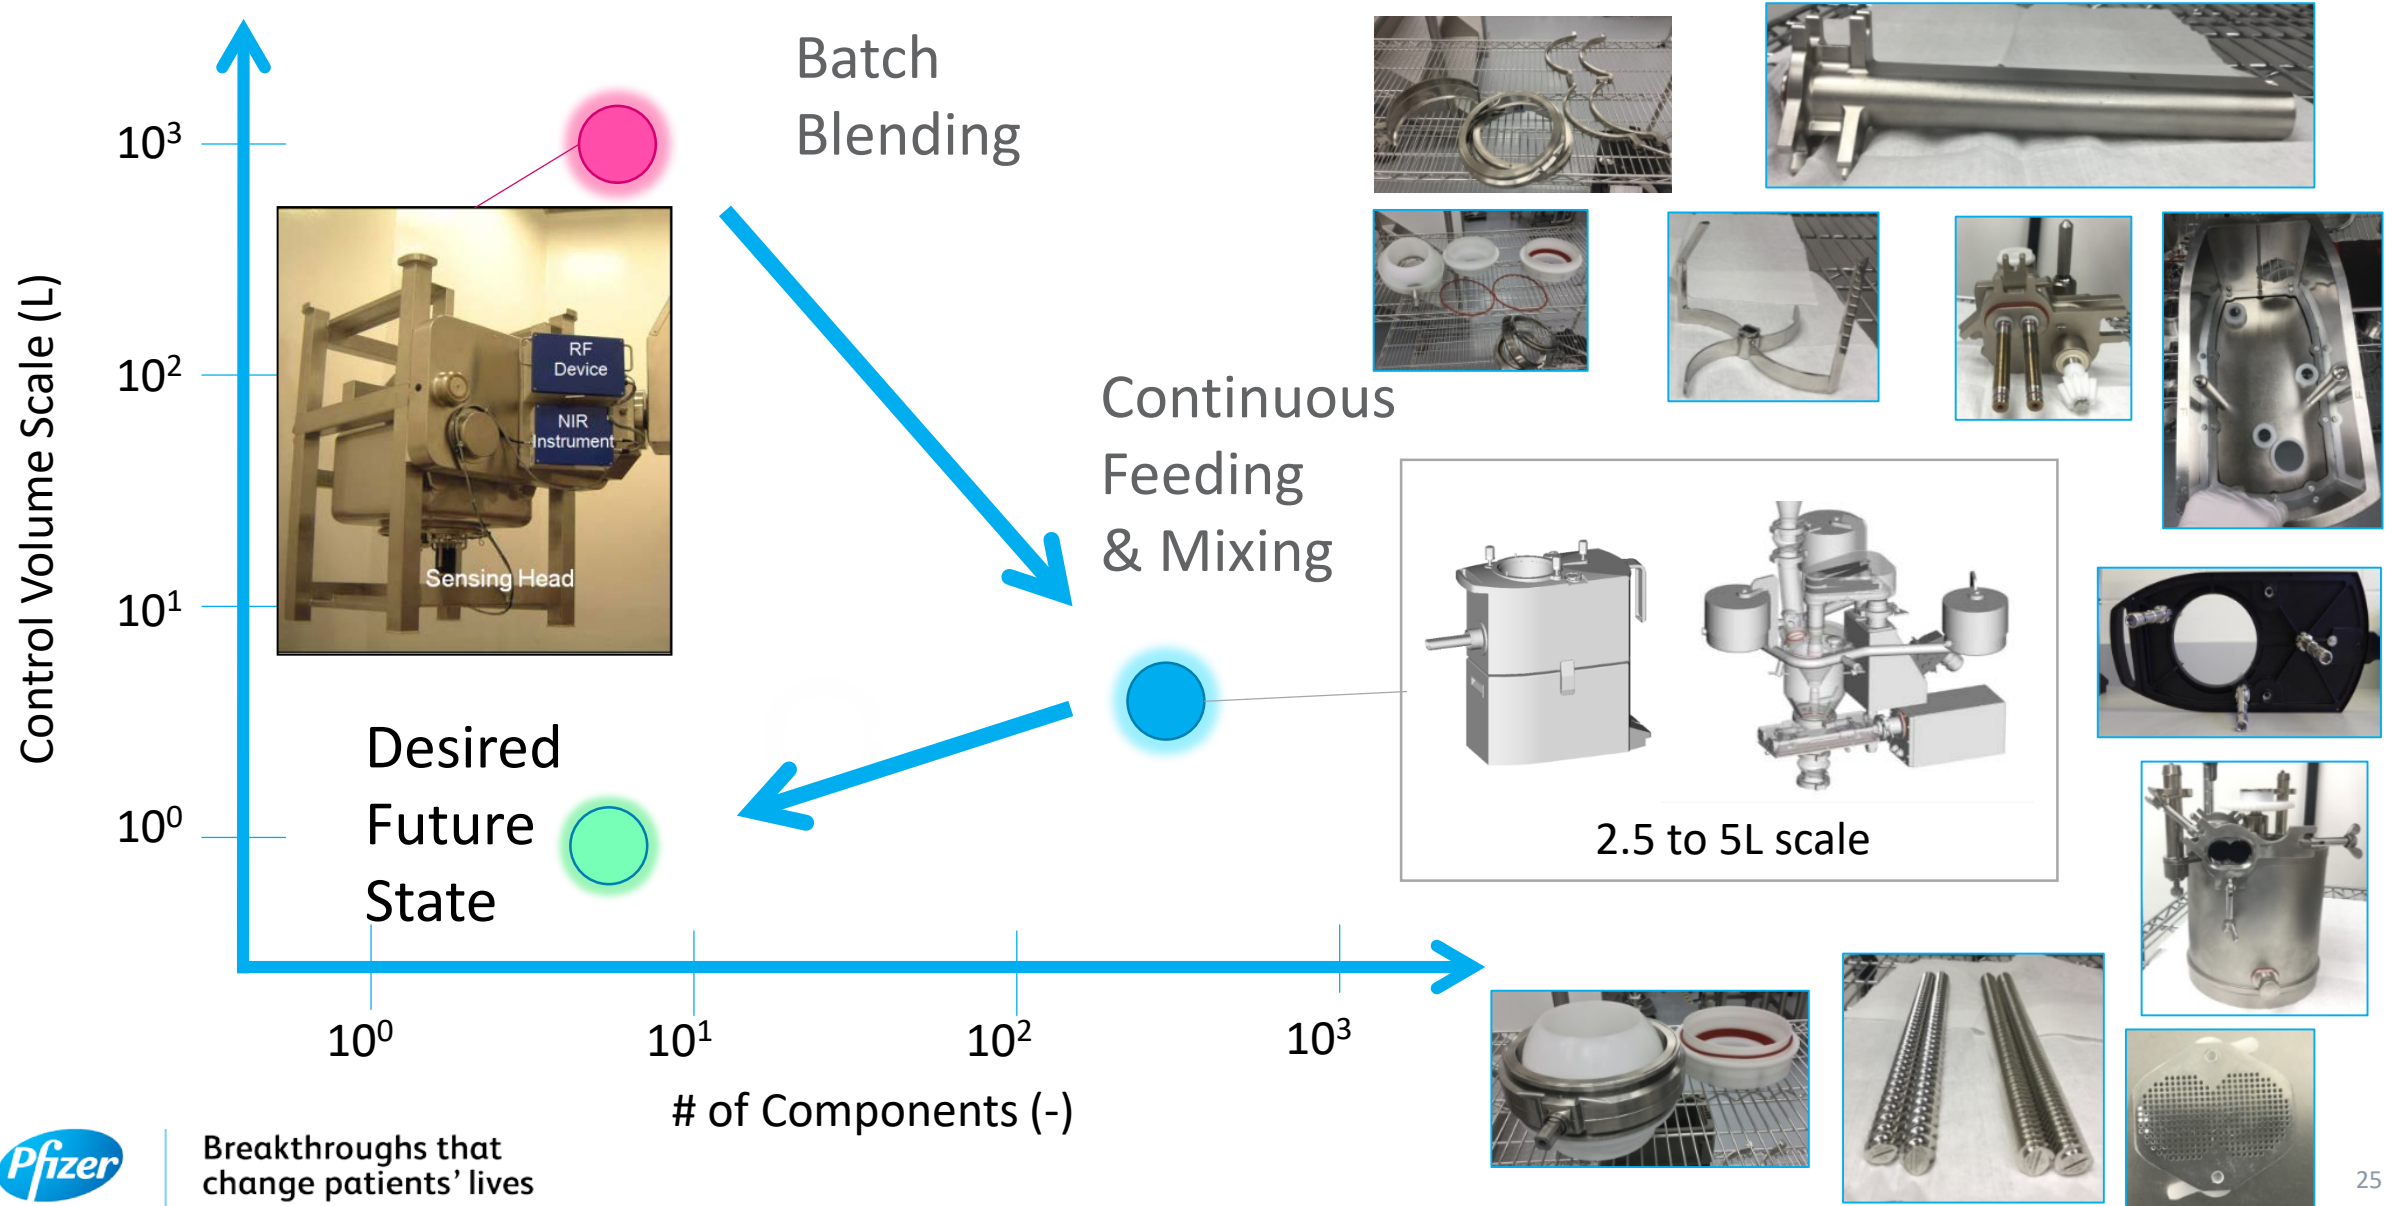 Batch
Blending
Control Volume Scale (L)
10³
10²
10¹
10⁰
RF
Device
NIR
Instrument
Sensing Head
Continuous
Feeding
& Mixing
2.5 to 5L scale
Desired
Future
State
10⁰
10¹
10²
10³
# of Components (-)
Pfizer
Breakthroughs that
change patients’ lives
25